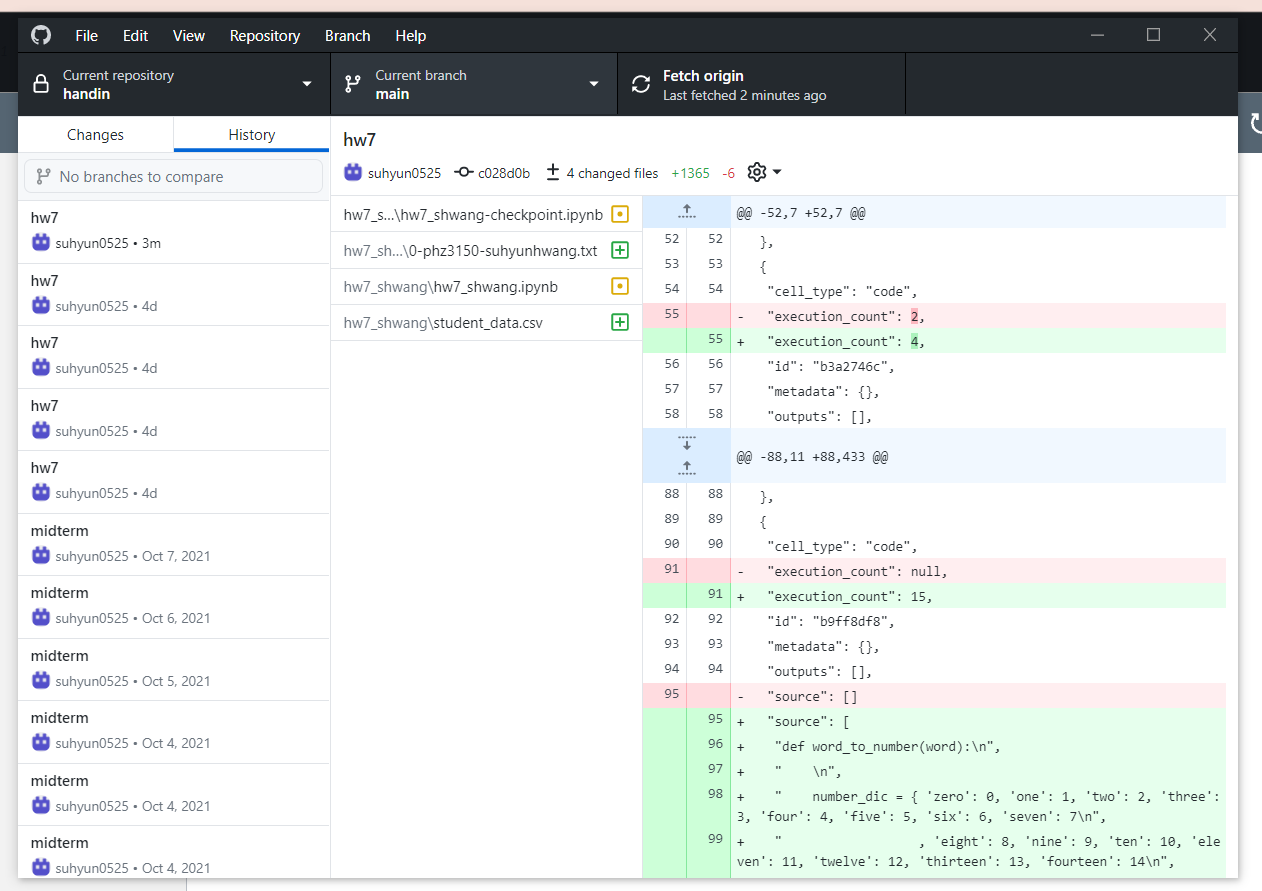 File Edit View Repository Branch Help
Current repository
handin
Current branch
main
Fetch origin
Last fetched 2 minutes ago
Changes
History
No branches to compare
hw7
suhyun0525 • 3m
hw7
suhyun0525 • 4d
hw7
suhyun0525 • 4d
hw7
suhyun0525 • 4d
hw7
suhyun0525 • 4d
midterm
suhyun0525 • Oct 7, 2021
midterm
suhyun0525 • Oct 6, 2021
midterm
suhyun0525 • Oct 5, 2021
midterm
suhyun0525 • Oct 4, 2021
midterm
suhyun0525 • Oct 4, 2021
midterm
suhyun0525 • Oct 4, 2021
hw7
suhyun0525 c028d0b 4 changed files +1365 -6
hw7_s...\hw7_shwang-checkpoint.ipynb
hw7_sh...\0-phz3150-suhyunhwang.txt
hw7_shwang\hw7_shwang.ipynb
hw7_shwang\student_data.csv
@@ -52,7 +52,7 @@
52 52 },
53 53 {
54 54 "cell_type": "code",
55 - "execution_count": 2,
55 + "execution_count": 4,
56 56 "id": "b3a2746c",
57 57 "metadata": {},
58 58 "outputs": [],
@@ -88,11 +88,433 @@
88 88 },
89 89 {
90 90 "cell_type": "code",
91 - "execution_count": null,
91 + "execution_count": 15,
92 92 "id": "b9ff8df8",
93 93 "metadata": {},
94 94 "outputs": [],
95 - "source": []
95 + "source": [
96 + "def word_to_number(word):\n",
97 + " \n",
98 + " number_dic = { 'zero': 0, 'one': 1, 'two': 2, 'three':
3, 'four': 4, 'five': 5, 'six': 6, 'seven': 7\n",
99 + " , 'eight': 8, 'nine': 9, 'ten': 10, 'ele
ven': 11, 'twelve': 12, 'thirteen': 13, 'fourteen': 14\n",